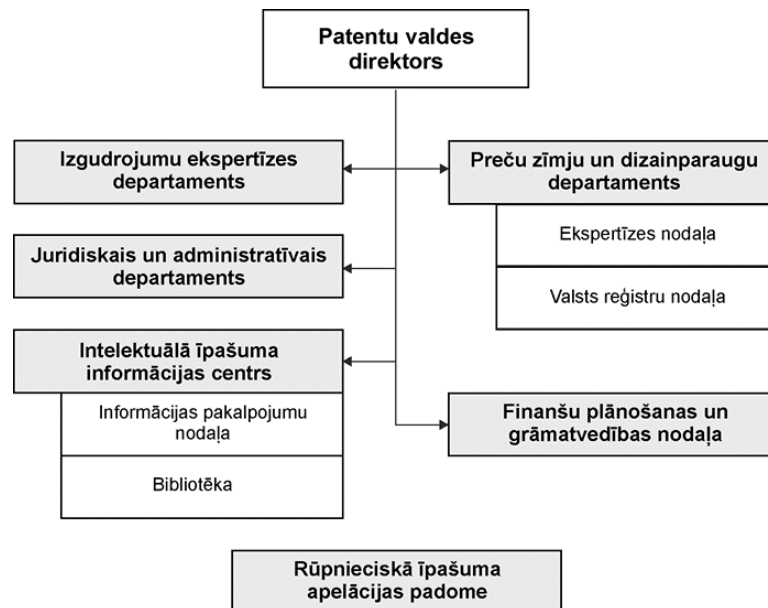 Patentu valdes
direktors
Izgudrojumu ekspertīzes
departaments
Preču zīmju un dizainparaugu
departaments
Ekspertīzes nodaļa
Valsts reģistru nodaļa
Juridiskais un administratīvais
departaments
Intelektuālā īpašuma
informācijas centrs
Informācijas pakalpojumu
nodaļa
Bibliotēka
Finanšu plānošanas un
grāmatvedības nodaļa
Rūpnieciskā īpašuma
apelācijas padome